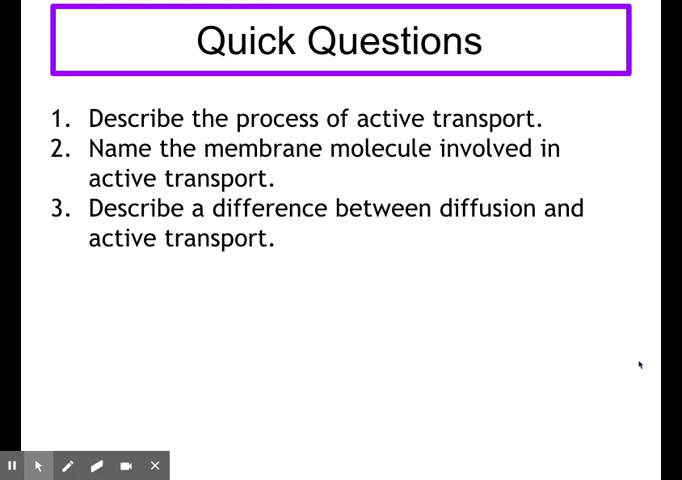 Quick Questions
1. Describe the process of active transport.
2. Name the membrane molecule involved in
active transport.
3. Describe a difference between diffusion and
active transport.